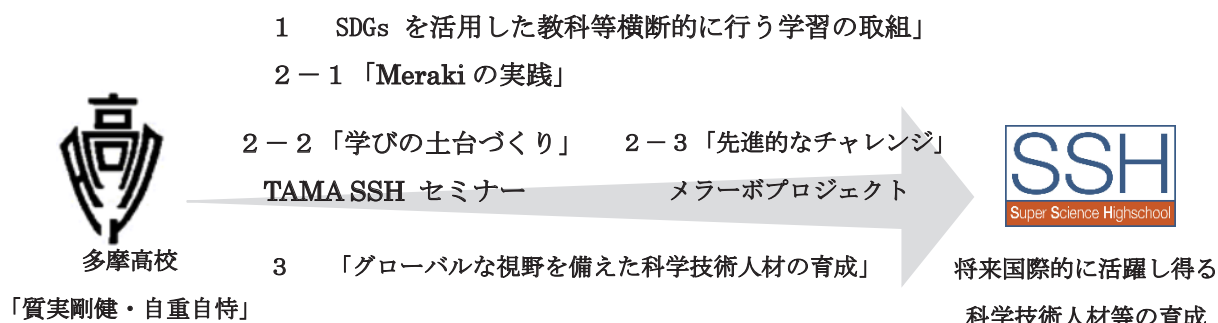 1 SDGs を活用した教科等横断的に行う学習の取組」
2－1「Meraki の実践」
2－2「学びの土台づくり」 2－3「先進的なチャレンジ」
TAMA SSH セミナー メラーボプロジェクト
SSH
Super Science Highschool
多摩高校
3 「グローバルな視野を備えた科学技術人材の育成」
将来国際的に活躍し得る
「質実剛健・自重自恃」
科学技術人材等の育成